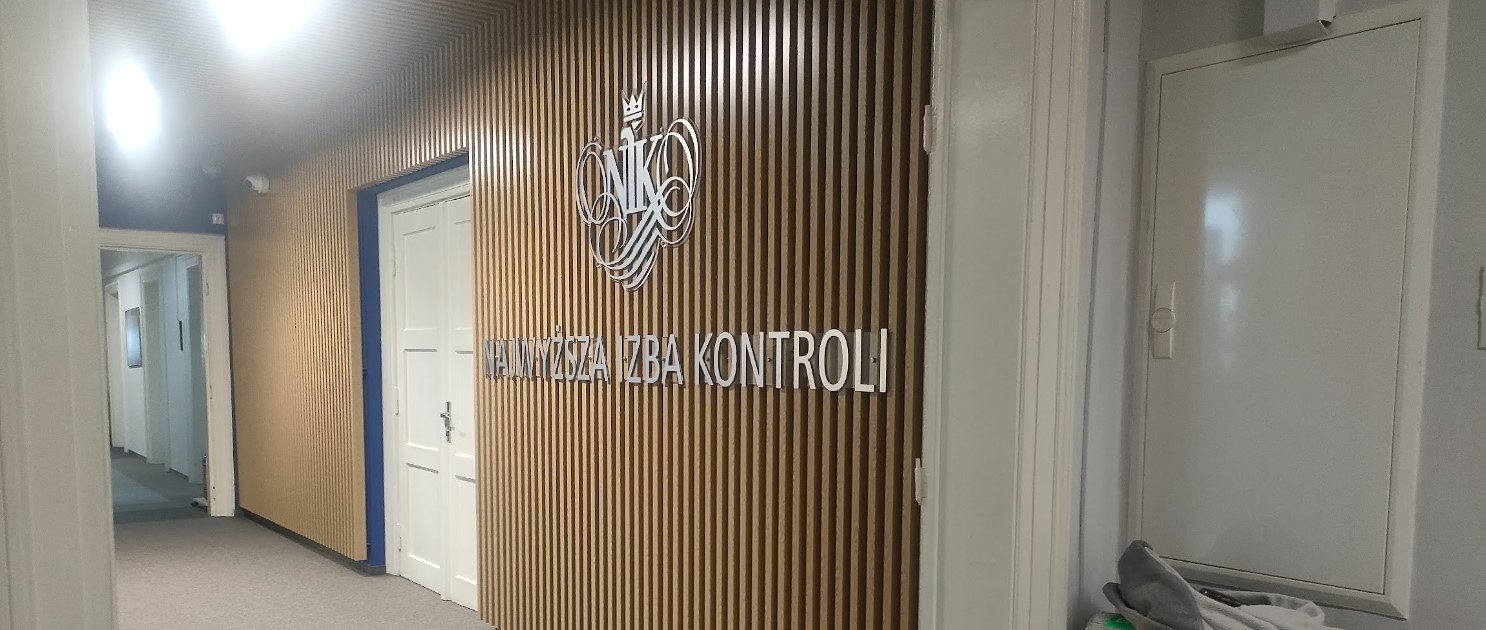 NIK
NAJWYŻSZA IZBA KONTROLI